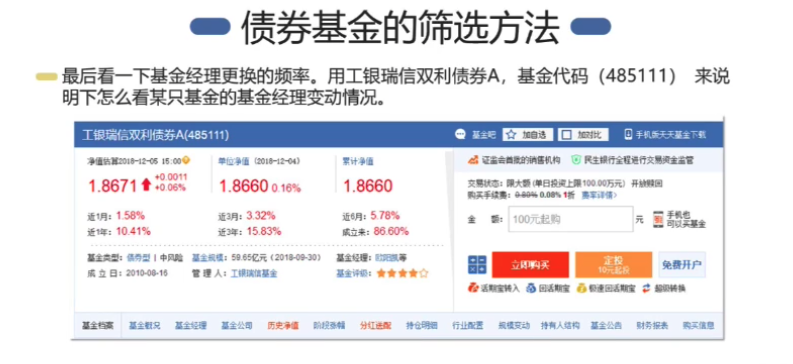 债券基金的筛选方法
最后看一下基金经理更换的频率。用工银瑞信双利债券A，基金代码（485111） 来说
明下怎么看某只基金的基金经理变动情况。
工银瑞信双利债券A(485111) 基金吧 加自选 加对比 手机版天天基金下载
净值估算2018-12-05 15:00 单位净值 (2018-12-04) 累计净值 证监会首批的销售机构 民生银行全程进行交易资金监管
1.8671 +0.0011 +0.06% 1.8660 0.16% 1.8660
交易状态：限大额 (单日投资上限100.00万元) 开放赎回
购买手续费：0.80% 0.08% 1折 费率详情>
近1月：1.58% 近3月：3.32% 近6月：5.78%
金 额： 100元起购 元 手机也可以买基金
近1年：10.41% 近3年：15.83% 成立来：86.60%
基金类型：债券型 | 中风险 基金规模：59.65亿元 (2018-09-30) 基金经理：欧阳凯等
成 立 日：2010-08-16 管 理 人：工银瑞信基金 基金评级：
立即购买 定投 10元起投 免费开户
活期宝转入 回活期宝 极速回活期宝 超级转换
基金档案 基金概况 基金经理 基金公司 历史净值 阶段涨幅 分红送配 持仓明细 行业配置 规模变动 持有人结构 基金公告 财务报表 购买信息